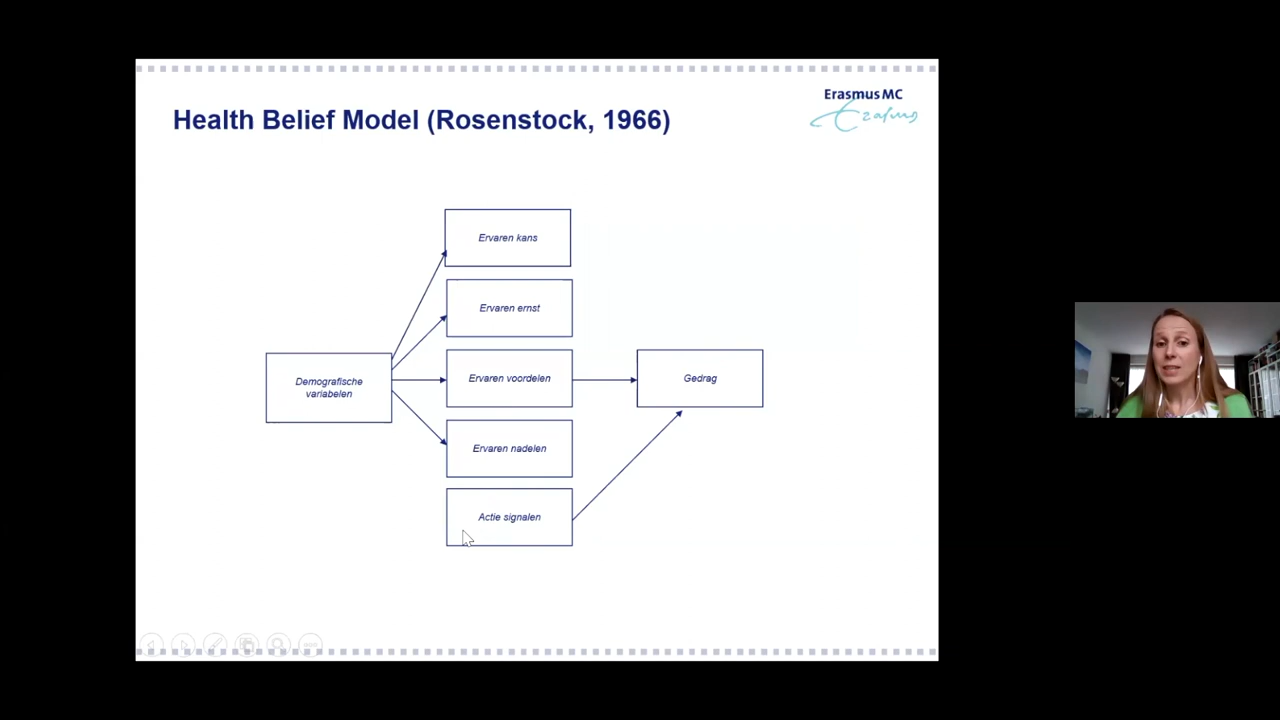 Health Belief Model (Rosenstock, 1966)
Erasmus MC
Erasmus
Ervaren kans
Ervaren ernst
Demografische
variabelen
Ervaren voordelen
Gedrag
Ervaren nadelen
Actie signalen